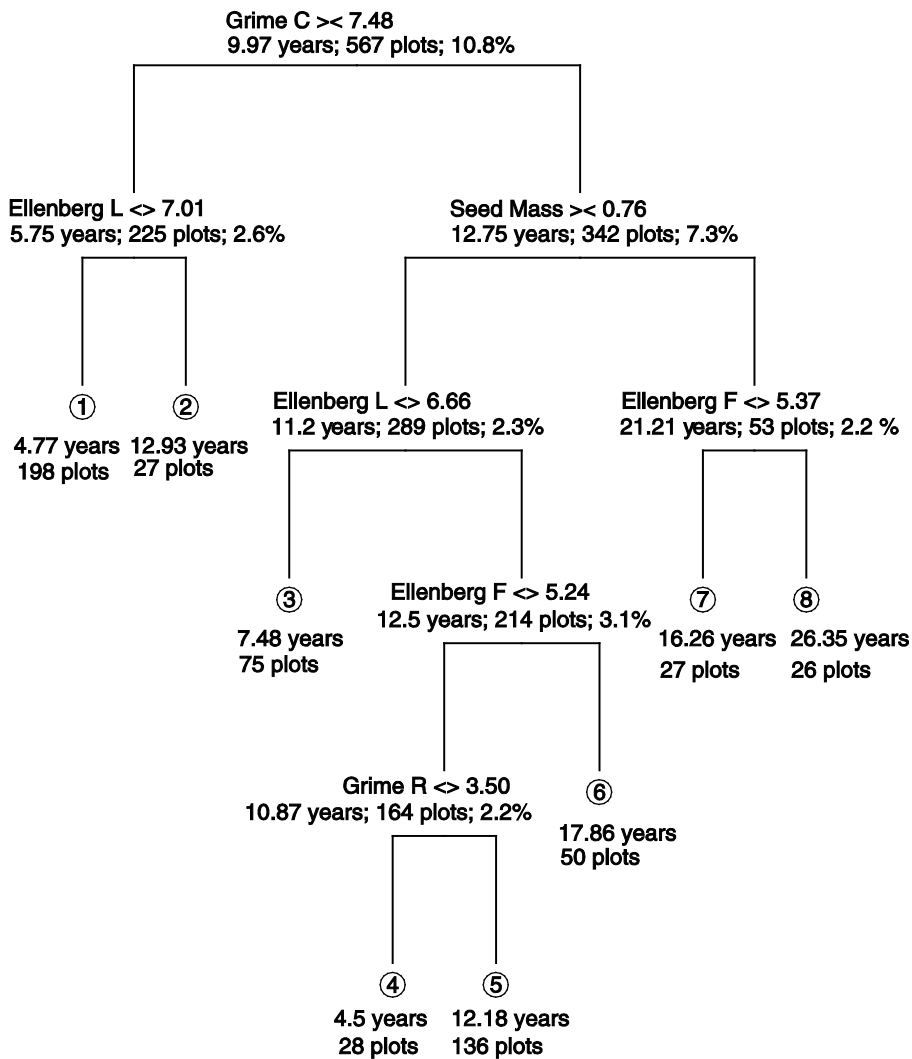 Grime C >< 7.48
9.97 years; 567 plots; 10.8%
Ellenberg L <> 7.01
5.75 years; 225 plots; 2.6%
Seed Mass >< 0.76
12.75 years; 342 plots; 7.3%
①
4.77 years
198 plots
②
12.93 years
27 plots
Ellenberg L <> 6.66
11.2 years; 289 plots; 2.3%
Ellenberg F <> 5.37
21.21 years; 53 plots; 2.2 %
③
7.48 years
75 plots
Ellenberg F <> 5.24
12.5 years; 214 plots; 3.1%
⑦
16.26 years
27 plots
⑧
26.35 years
26 plots
Grime R <> 3.50
10.87 years; 164 plots; 2.2%
⑥
17.86 years
50 plots
④
4.5 years
28 plots
⑤
12.18 years
136 plots